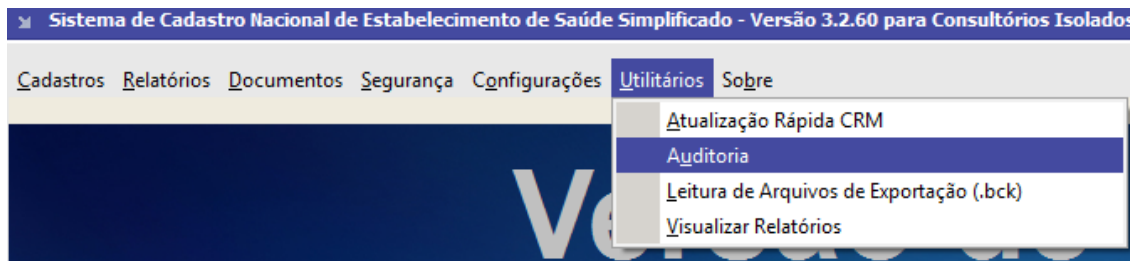 Sistema de Cadastro Nacional de Estabelecimento de Saúde Simplificado - Versão 3.2.60 para Consultórios Isolados
Cadastros Relatórios Documentos Segurança Configurações Utilitários Sobre
Atualização Rápida CRM
Auditoria
Leitura de Arquivos de Exportação (.bck)
Visualizar Relatórios